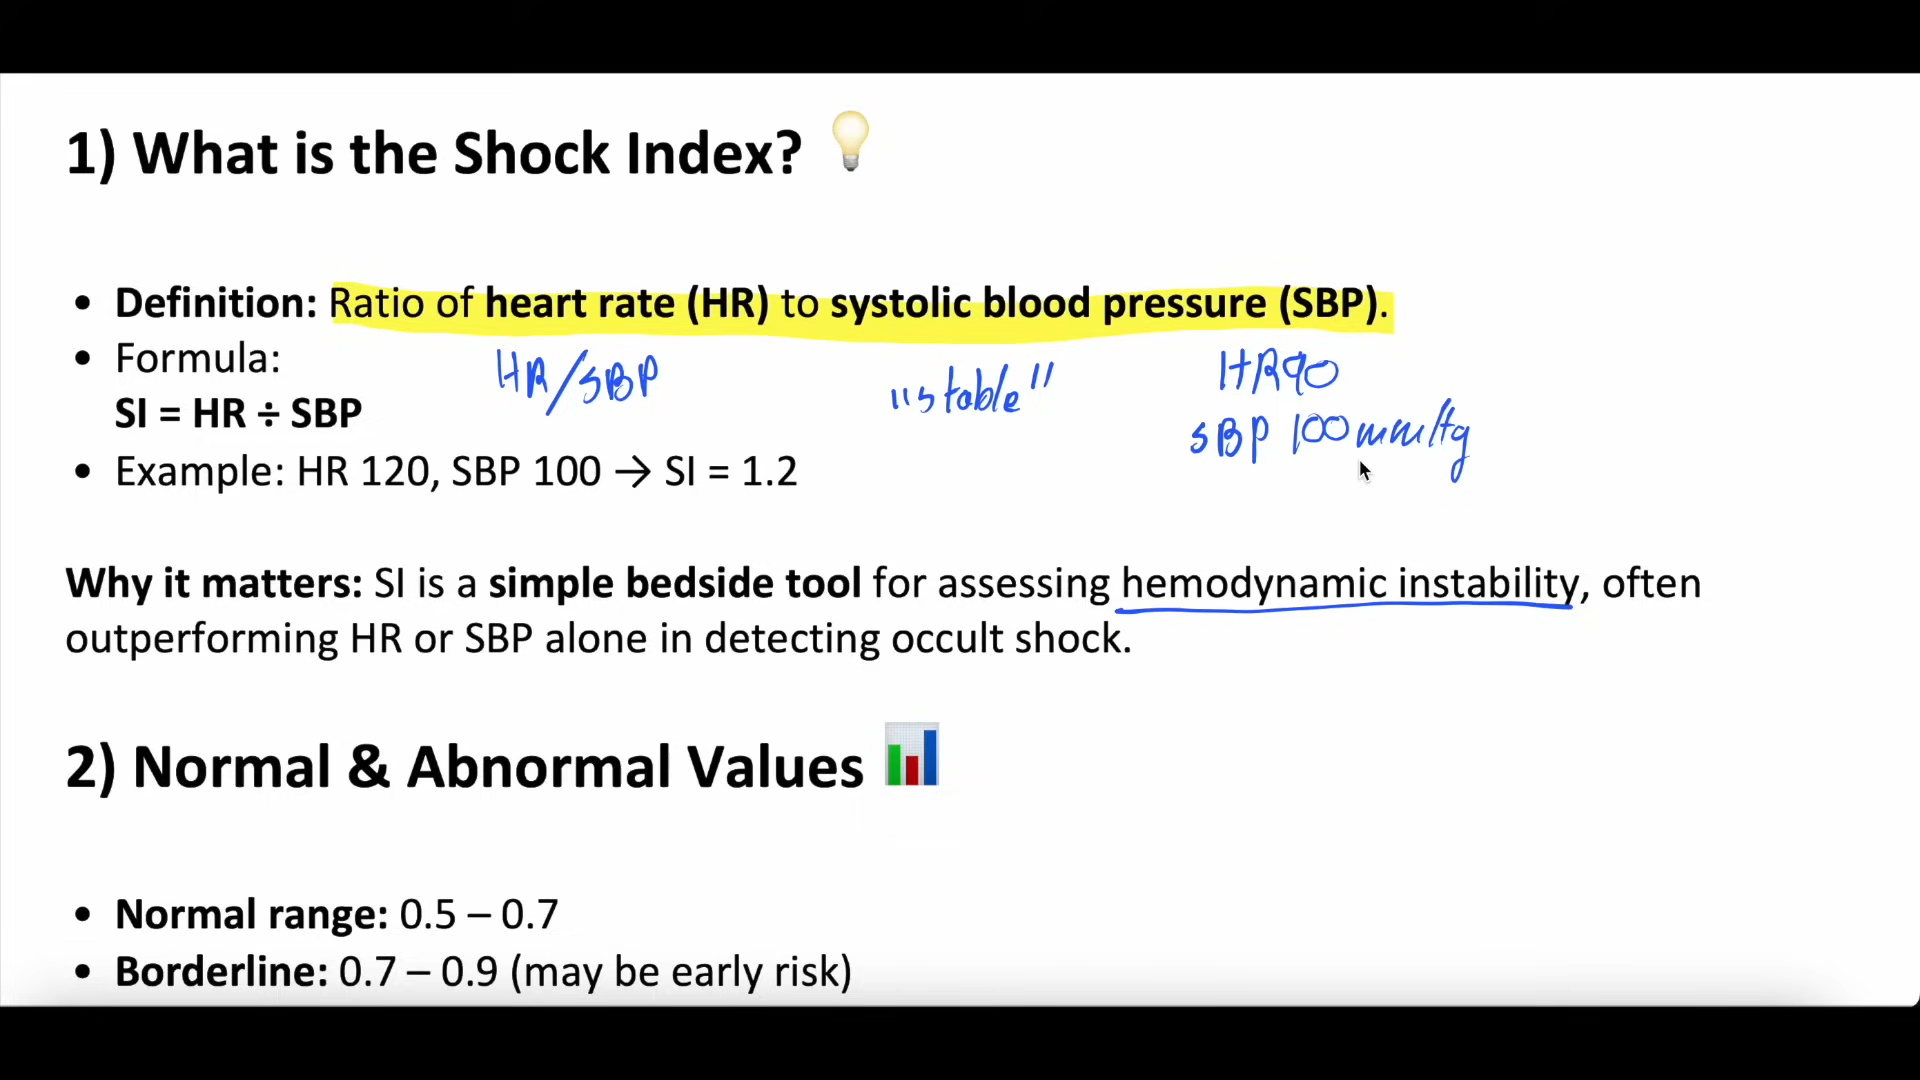 1) What is the Shock Index? 💡
• Definition: Ratio of heart rate (HR) to systolic blood pressure (SBP).
• Formula:
HR/SBP
"stable"
HR90
SBP 100mmHg
SI = HR ÷ SBP
• Example: HR 120, SBP 100 → SI = 1.2
Why it matters: SI is a simple bedside tool for assessing hemodynamic instability, often
outperforming HR or SBP alone in detecting occult shock.
2) Normal & Abnormal Values 📊
• Normal range: 0.5 – 0.7
• Borderline: 0.7 – 0.9 (may be early risk)